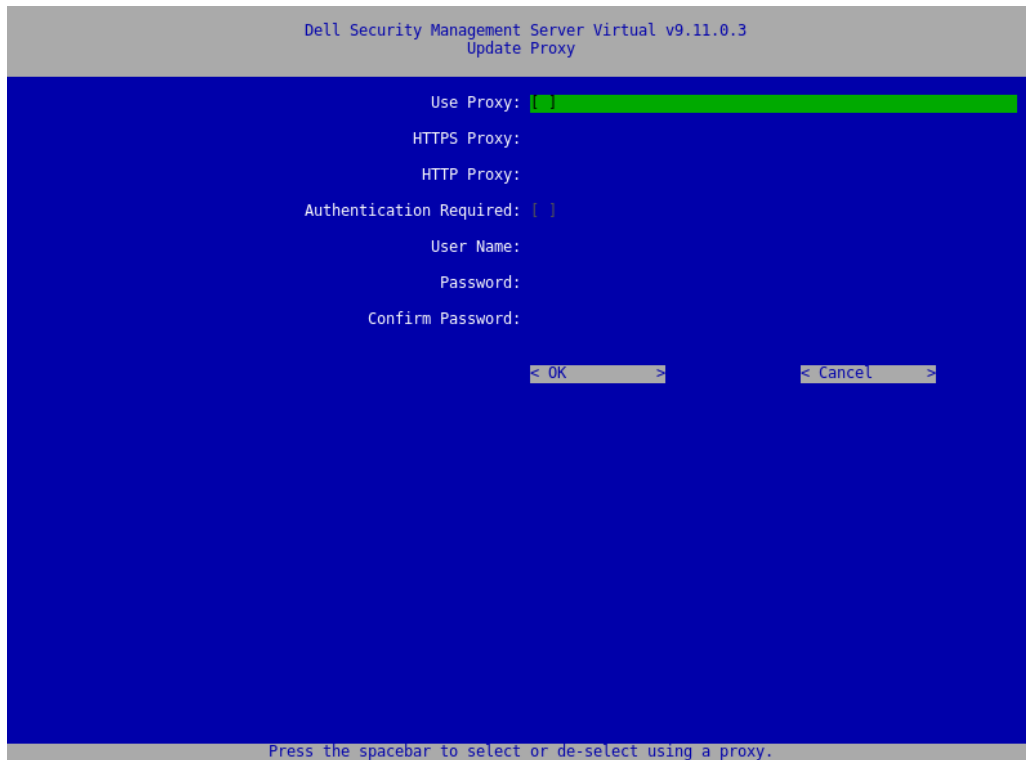 Dell Security Management Server Virtual v9.11.0.3
Update Proxy
Use Proxy: [ ]
HTTPS Proxy:
HTTP Proxy:
Authentication Required: [ ]
User Name:
Password:
Confirm Password:
< OK > < Cancel >
Press the spacebar to select or de-select using a proxy.